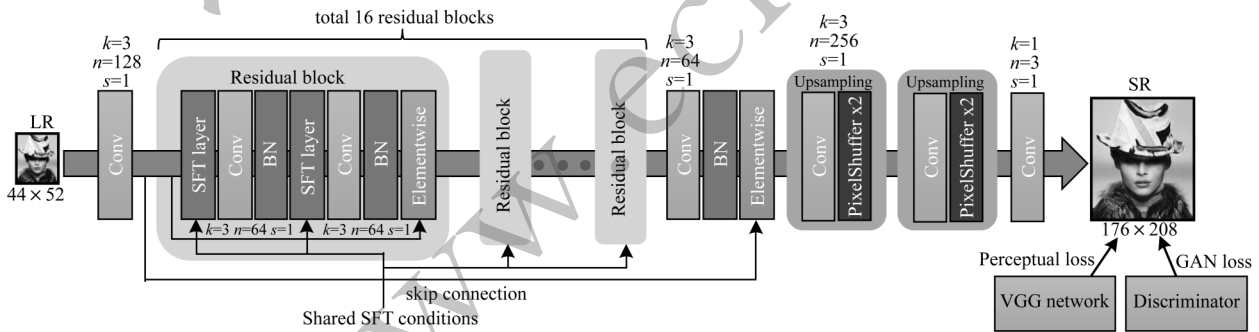 total 16 residual blocks
k=3
n=128
s=1
Residual block
k=3
n=64
s=1
k=3
n=256
s=1
k=1
n=3
s=1
Upsampling
Upsampling
SR
LR
44×52
Conv
SFT layer
Conv
BN
SFT layer
Conv
BN
Elementwise
Residual block
Residual block
Conv
BN
Elementwise
Conv
PixelShuffer x2
Conv
PixelShuffer x2
Conv
k=3 n=64 s=1
k=3 n=64 s=1
176×208
Perceptual loss
GAN loss
skip connection
Shared SFT conditions
VGG network
Discriminator